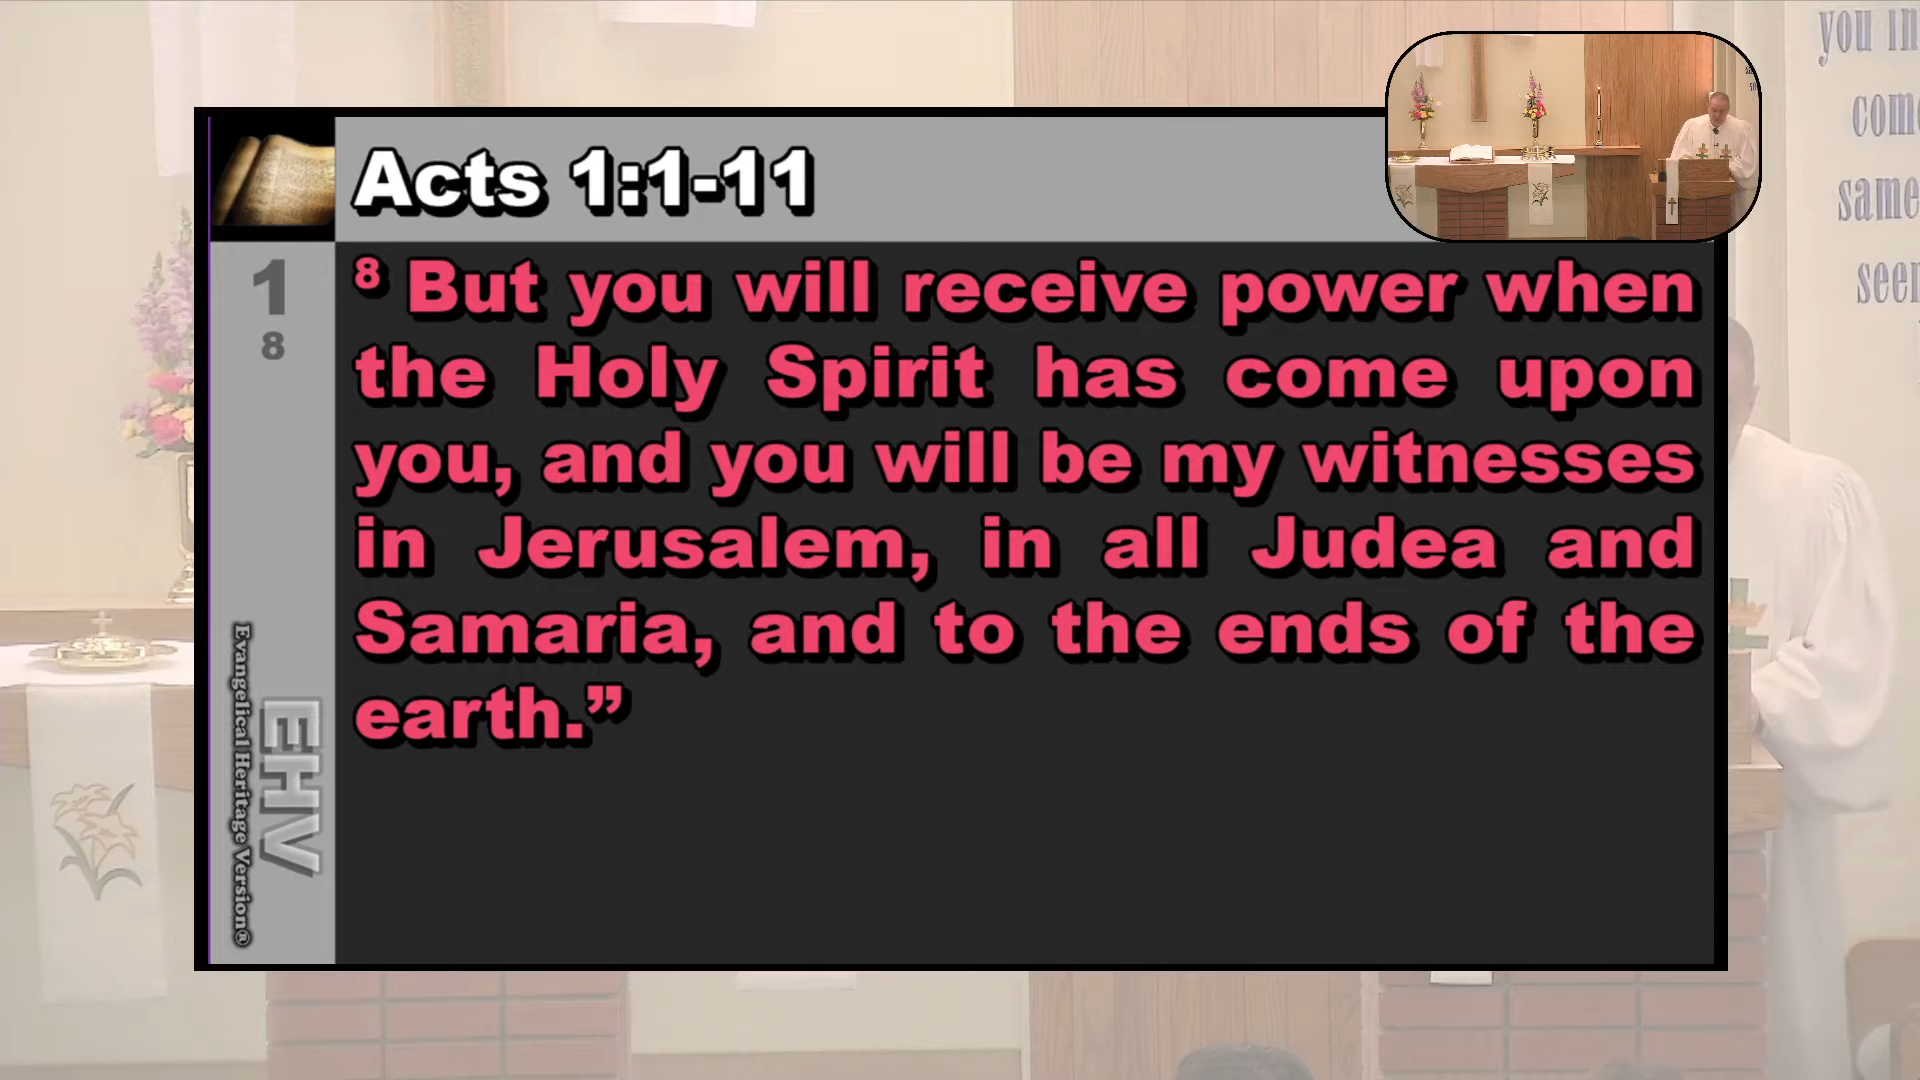 Acts 1:1-11
1
8
8 But you will receive power when
the Holy Spirit has come upon
you, and you will be my witnesses
in Jerusalem, in all Judea and
Samaria, and to the ends of the
earth.”
EHV
Evangelical Heritage Version®
you in
come
same
seen